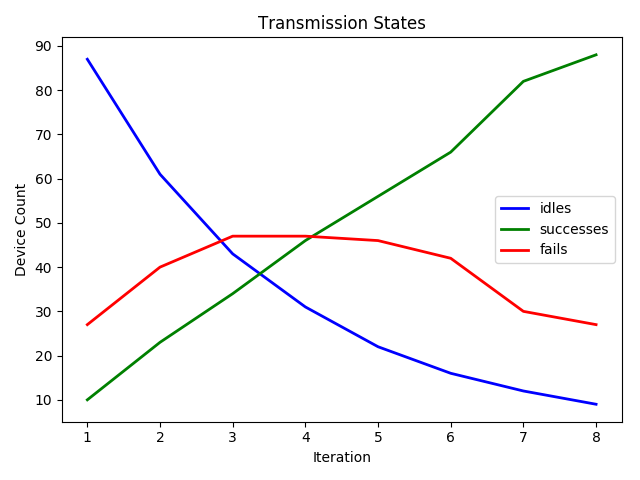 Transmission States
Device Count
90
80
70
60
50
40
30
20
10
idles
successes
fails
1 2 3 4 5 6 7 8
Iteration